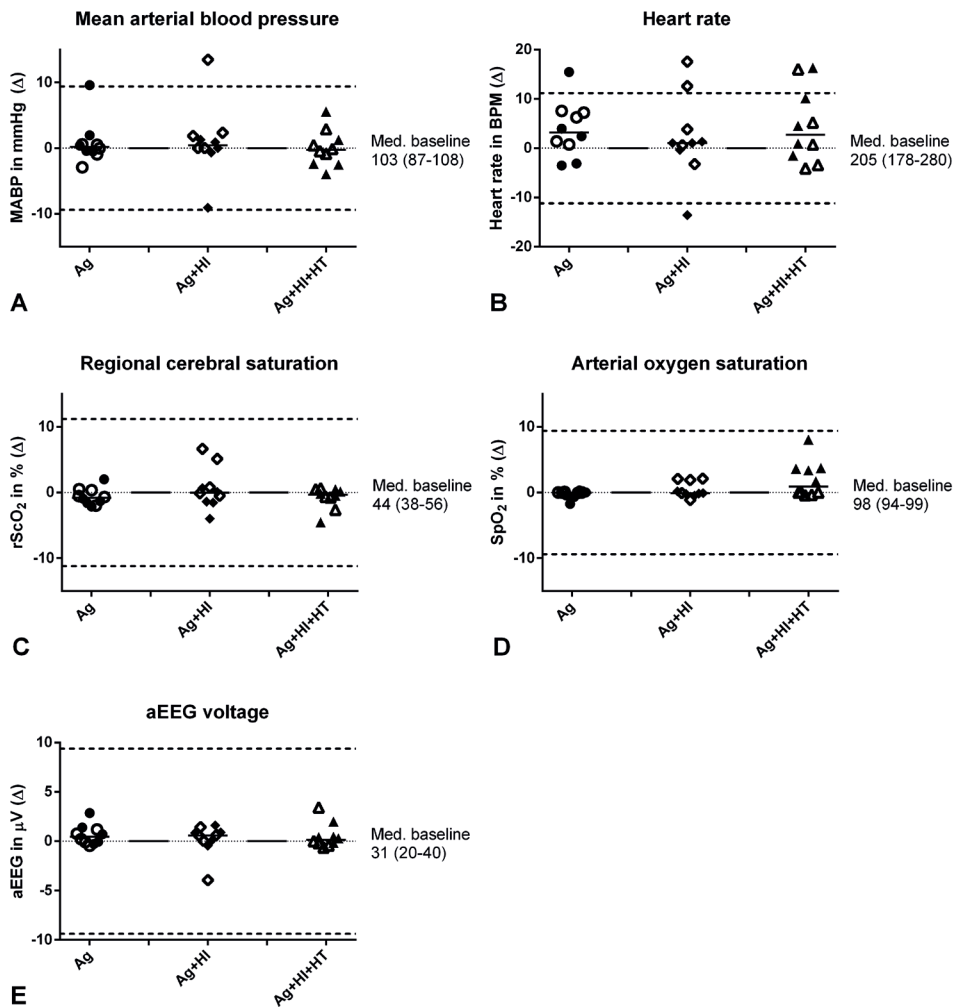 Mean arterial blood pressure
MABP in mmHg (Δ)
10
0
-10
Ag
Ag+HI
Ag+HI+HT
Med. baseline
103 (87-108)
A
Heart rate
Heart rate in BPM (Δ)
20
10
0
-10
-20
Ag
Ag+HI
Ag+HI+HT
Med. baseline
205 (178-280)
B
Regional cerebral saturation
rScO₂ in % (Δ)
10
0
-10
Ag
Ag+HI
Ag+HI+HT
Med. baseline
44 (38-56)
C
Arterial oxygen saturation
SpO₂ in % (Δ)
10
0
-10
Ag
Ag+HI
Ag+HI+HT
Med. baseline
98 (94-99)
D
aEEG voltage
aEEG in μV (Δ)
10
5
0
-5
-10
Ag
Ag+HI
Ag+HI+HT
Med. baseline
31 (20-40)
E